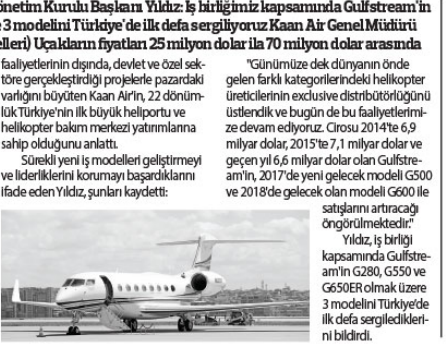 önetim Kurulu Başkanı Yıldız: İş birliğimiz kapsamında Gulfstream'in
3 modelini Türkiye'de ilk defa sergiliyoruz Kaan Air Genel Müdürü
elleri) Uçakların fiyatları 25 milyon dolar ila 70 milyon dolar arasında
faaliyetlerinin dışında, devlet ve özel sek-
töre gerçekleştirdiği projelerle pazardaki
varlığını büyüten Kaan Air'in, 22 dönüm-
lük Türkiye'nin ilk büyük heliportu ve
helikopter bakım merkezi yatırımlarına
sahip olduğunu anlattı.
Sürekli yeni iş modelleri geliştirmeyi
ve liderliklerini korumayı başardıklarını
ifade eden Yıldız, şunları kaydetti:
"Günümüze dek dünyanın önde
gelen farklı kategorilerindeki helikopter
üreticilerinin exclusive distribütörlüğünü
üstlendik ve bugün de bu faaliyetlerimi-
ze devam ediyoruz. Cirosu 2014'te 6,9
milyar dolar, 2015'te 7,1 milyar dolar ve
geçen yıl 6,6 milyar dolar olan Gulfstre-
am'in, 2017'de yeni gelecek modeli G500
ve 2018'de gelecek olan modeli G600 ile
satışlarını artıracağı
öngörülmektedir."
Yıldız, iş birliği
kapsamında Gulfstre-
am'in G280, G550 ve
G650ER olmak üzere
3 modelini Türkiye'de
ilk defa sergiledikleri-
ni bildirdi.